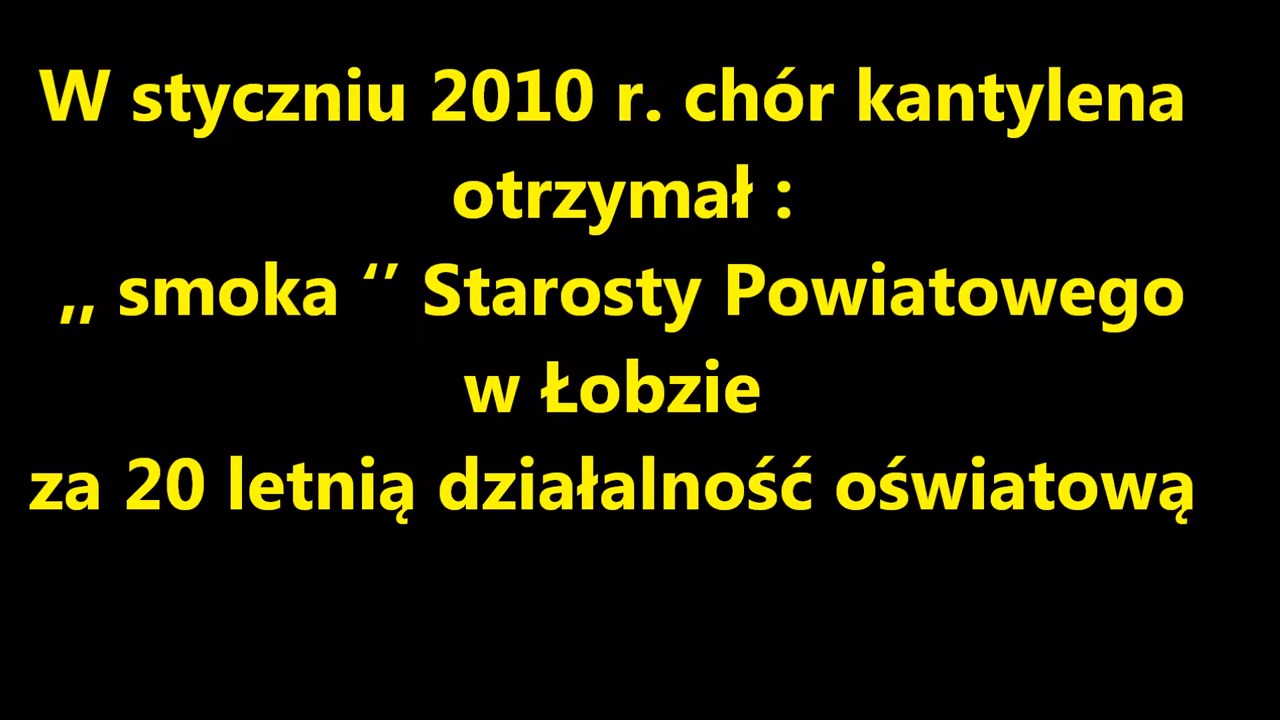 W styczniu 2010 r. chór kantylena
otrzymał :
,, smoka ‘’ Starosty Powiatowego
w Łobzie
za 20 letnią działalność oświatową